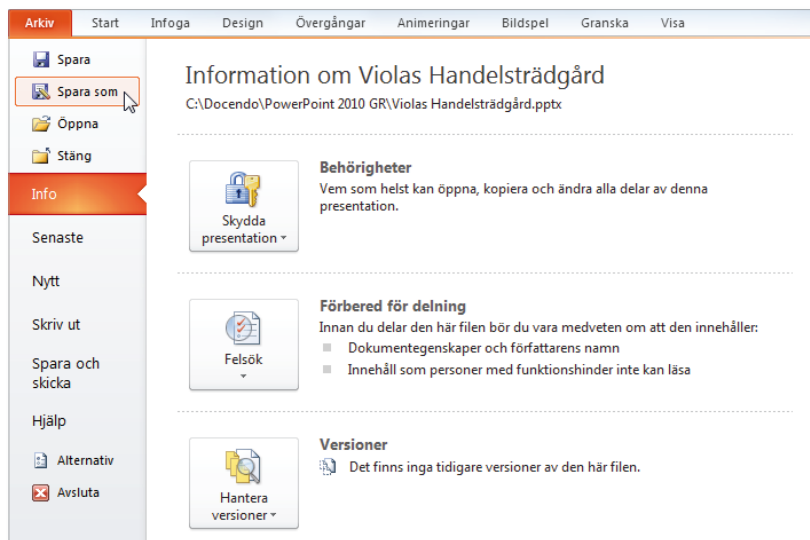 Arkiv Start Infoga Design Övergångar Animeringar Bildspel Granska Visa
Spara
Spara som
Öppna
Stäng
Info
Senaste
Nytt
Skriv ut
Spara och
skicka
Hjälp
Alternativ
Avsluta
Information om Violas Handelsträdgård
C:\Docendo\PowerPoint 2010 GR\Violas Handelsträdgård.pptx
Skydda
presentation
Behörigheter
Vem som helst kan öppna, kopiera och ändra alla delar av denna
presentation.
Felsök
Förbered för delning
Innan du delar den här filen bör du vara medveten om att den innehåller:
Dokumentegenskaper och författarens namn
Innehåll som personer med funktionshinder inte kan läsa
Hantera
versioner
Versioner
Det finns inga tidigare versioner av den här filen.